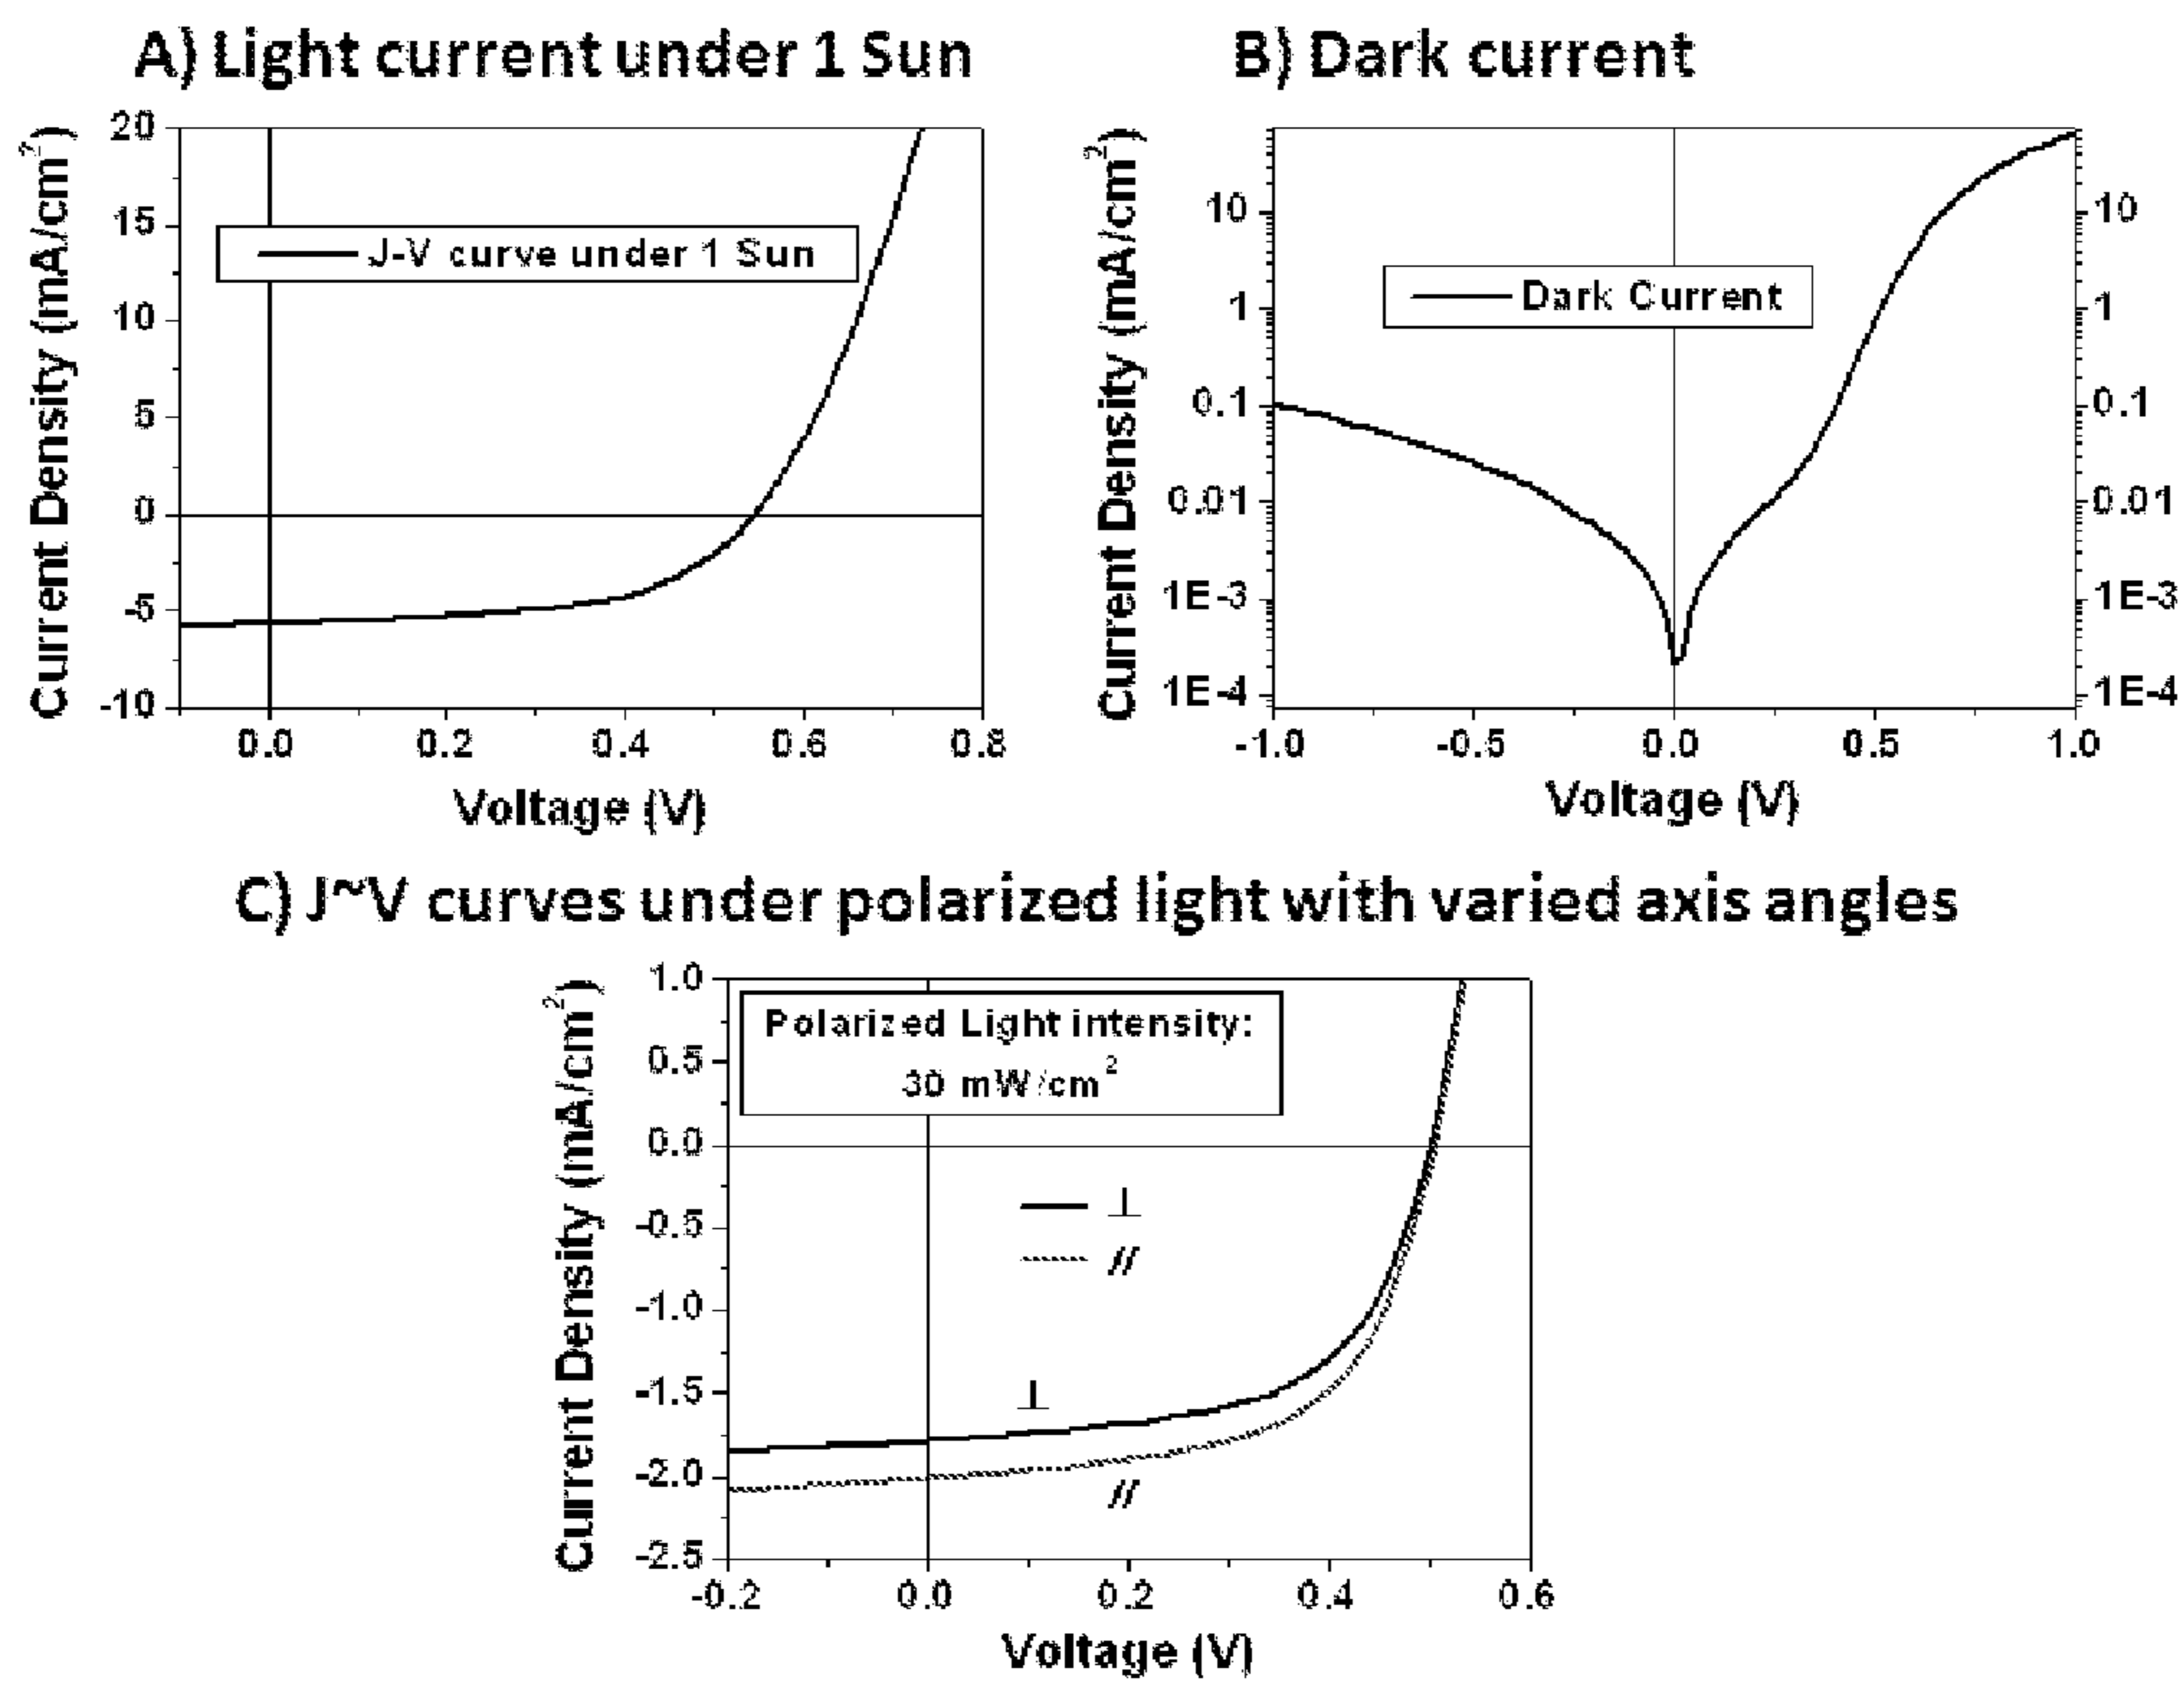 A) Light current under 1 Sun
Current Density (mA/cm²)
20
15
10
5
0
-5
-10
J-V curve under 1 Sun
0.0 0.2 0.4 0.6 0.8
Voltage (V)
B) Dark current
Current Density (mA/cm²)
10
1
0.1
0.01
1E-3
1E-4
Dark Current
10
1
0.1
0.01
1E-3
1E-4
-1.0 -0.5 0.0 0.5 1.0
Voltage (V)
C) J~V curves under polarized light with varied axis angles
Current Density (mA/cm²)
1.0
0.5
0.0
-0.5
-1.0
-1.5
-2.0
-2.5
Polarized Light intensity:
30 mW/cm²
⊥
//
⊥
//
-0.2 0.0 0.2 0.4 0.6
Voltage (V)